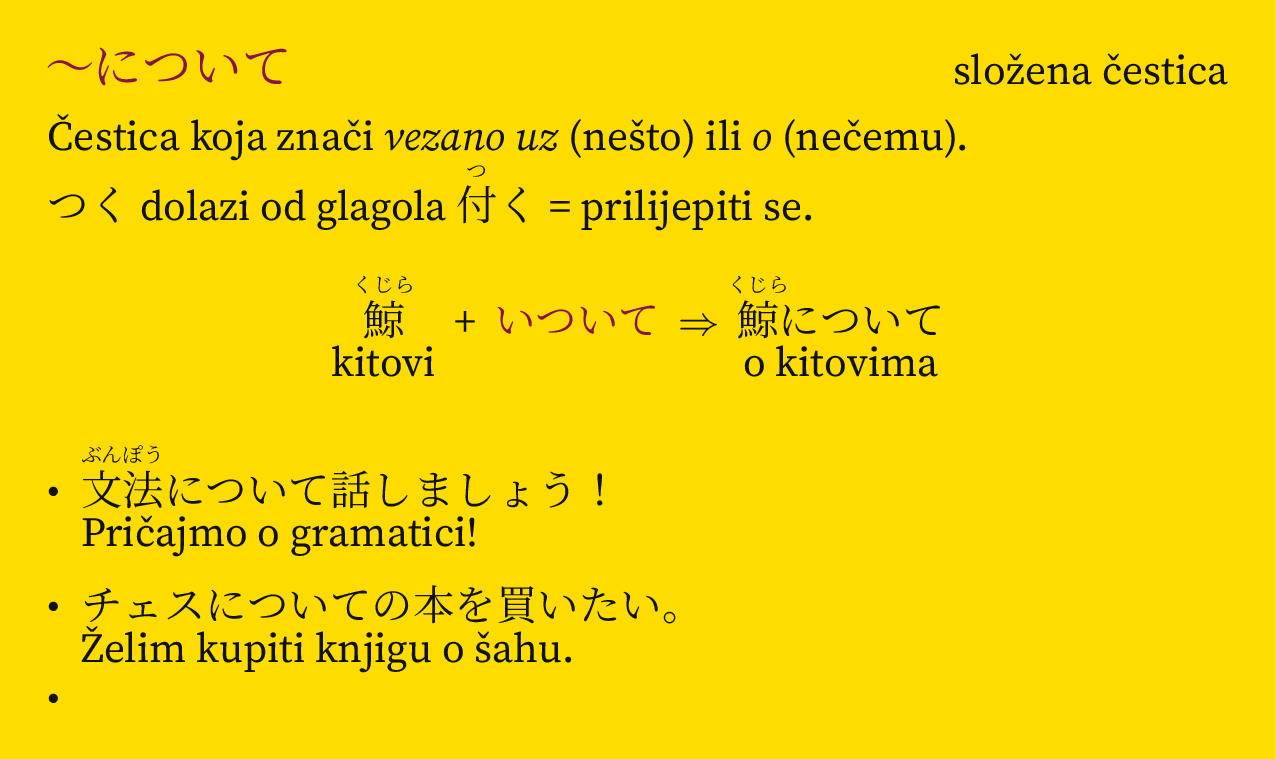 〜について
složena čestica
Čestica koja znači vezano uz (nešto) ili o (nečemu).
つ
つく dolazi od glagola 付く = prilijepiti se.
くじら くじら
鯨 + いついて ⇒ 鯨について
kitovi o kitovima
ぶんぽう
• 文法について話しましょう！
Pričajmo o gramatici!
• チェスについての本を買いたい。
Želim kupiti knjigu o šahu.
•